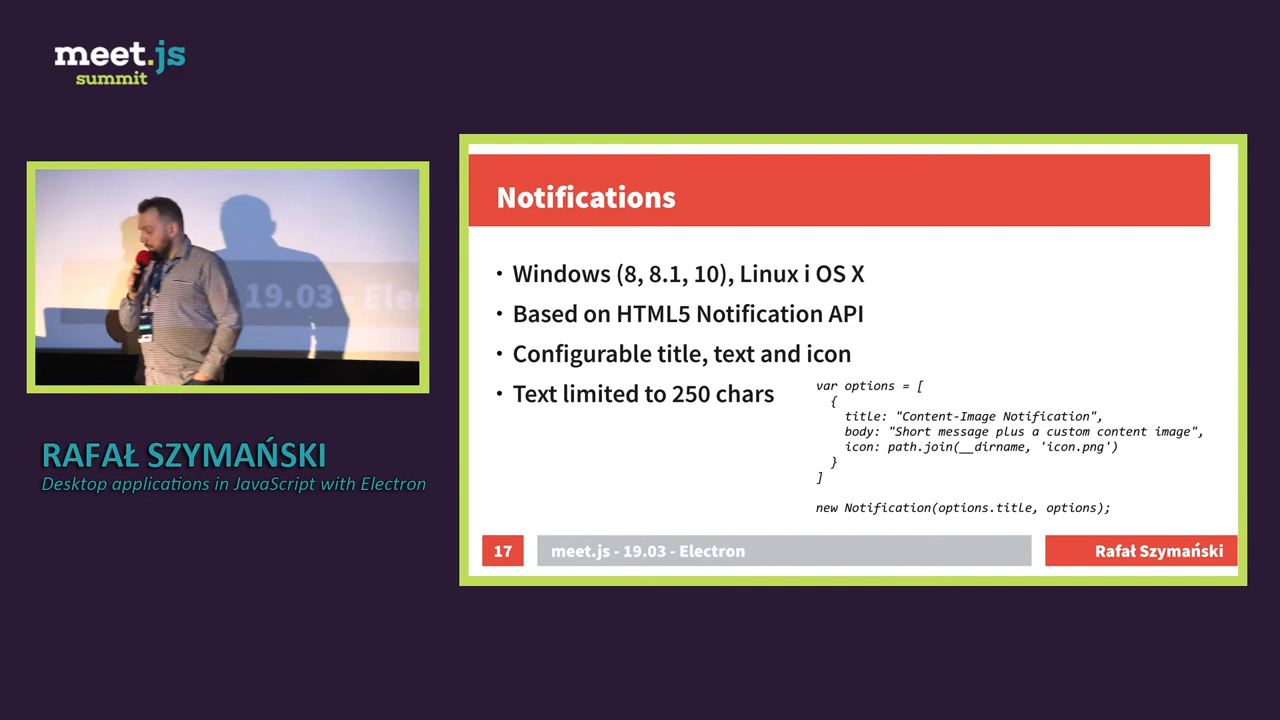 meet.js
summit
19.03 - Ele
RAFAŁ SZYMAŃSKI
Desktop applications in JavaScript with Electron
Notifications
• Windows (8, 8.1, 10), Linux i OS X
• Based on HTML5 Notification API
• Configurable title, text and icon
• Text limited to 250 chars
var options = [
{
title: "Content-Image Notification",
body: "Short message plus a custom content image",
icon: path.join(__dirname, 'icon.png')
}
]
new Notification(options.title, options);
17
meet.js - 19.03 - Electron
Rafał Szymański